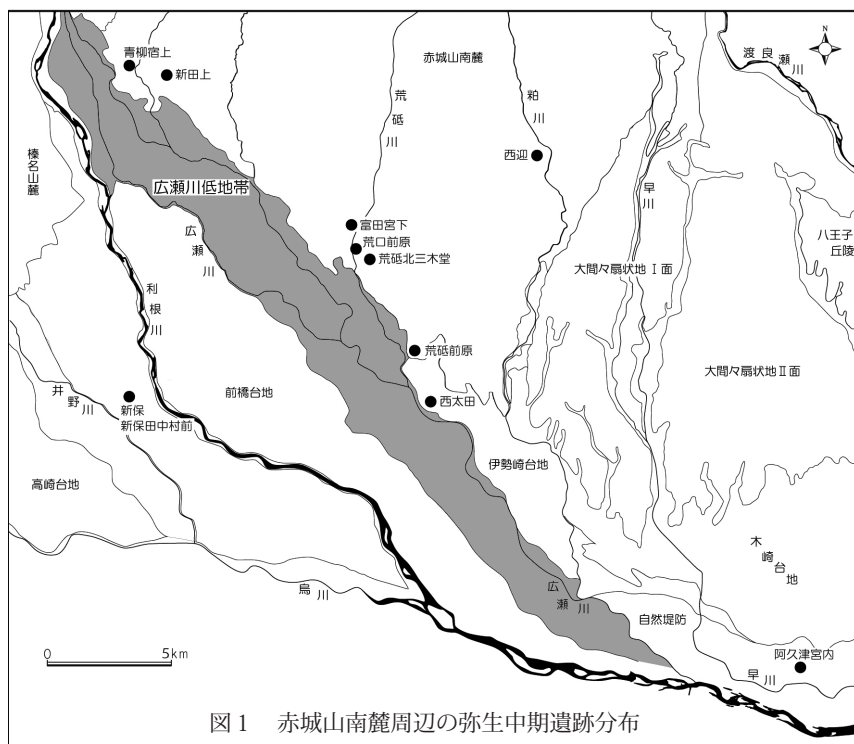 N
青柳宿上
新田上
赤城山南麓
渡良瀬川
荒砥川
粕川
西迎
早川
榛名山麓
広瀬川低地帯
広瀬川
富田宮下
荒口前原
荒砥北三木堂
八王子
丘陵
大間々扇状地Ⅰ面
利根川
荒砥前原
大間々扇状地Ⅱ面
井野川
新保
新保田中村前
前橋台地
西太田
伊勢崎台地
高崎台地
木崎台地
烏川
広瀬川
自然堤防
阿久津宮内
早川
0
5km
図1 赤城山南麓周辺の弥生中期遺跡分布